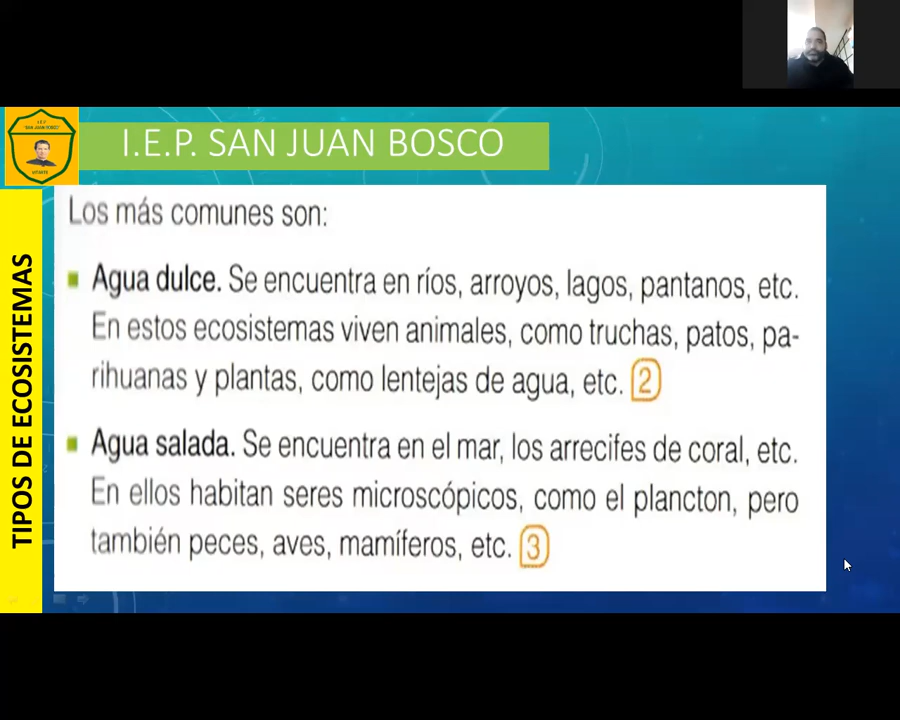 I.E.P
"SAN JUAN BOSCO"
I.E.P. SAN JUAN BOSCO
TIPOS DE ECOSISTEMAS
Los más comunes son:
Agua dulce. Se encuentra en ríos, arroyos, lagos, pantanos, etc.
En estos ecosistemas viven animales, como truchas, patos, pa-
rihuanas y plantas, como lentejas de agua, etc. 2
Agua salada. Se encuentra en el mar, los arrecifes de coral, etc.
En ellos habitan seres microscópicos, como el plancton, pero
también peces, aves, mamíferos, etc. 3